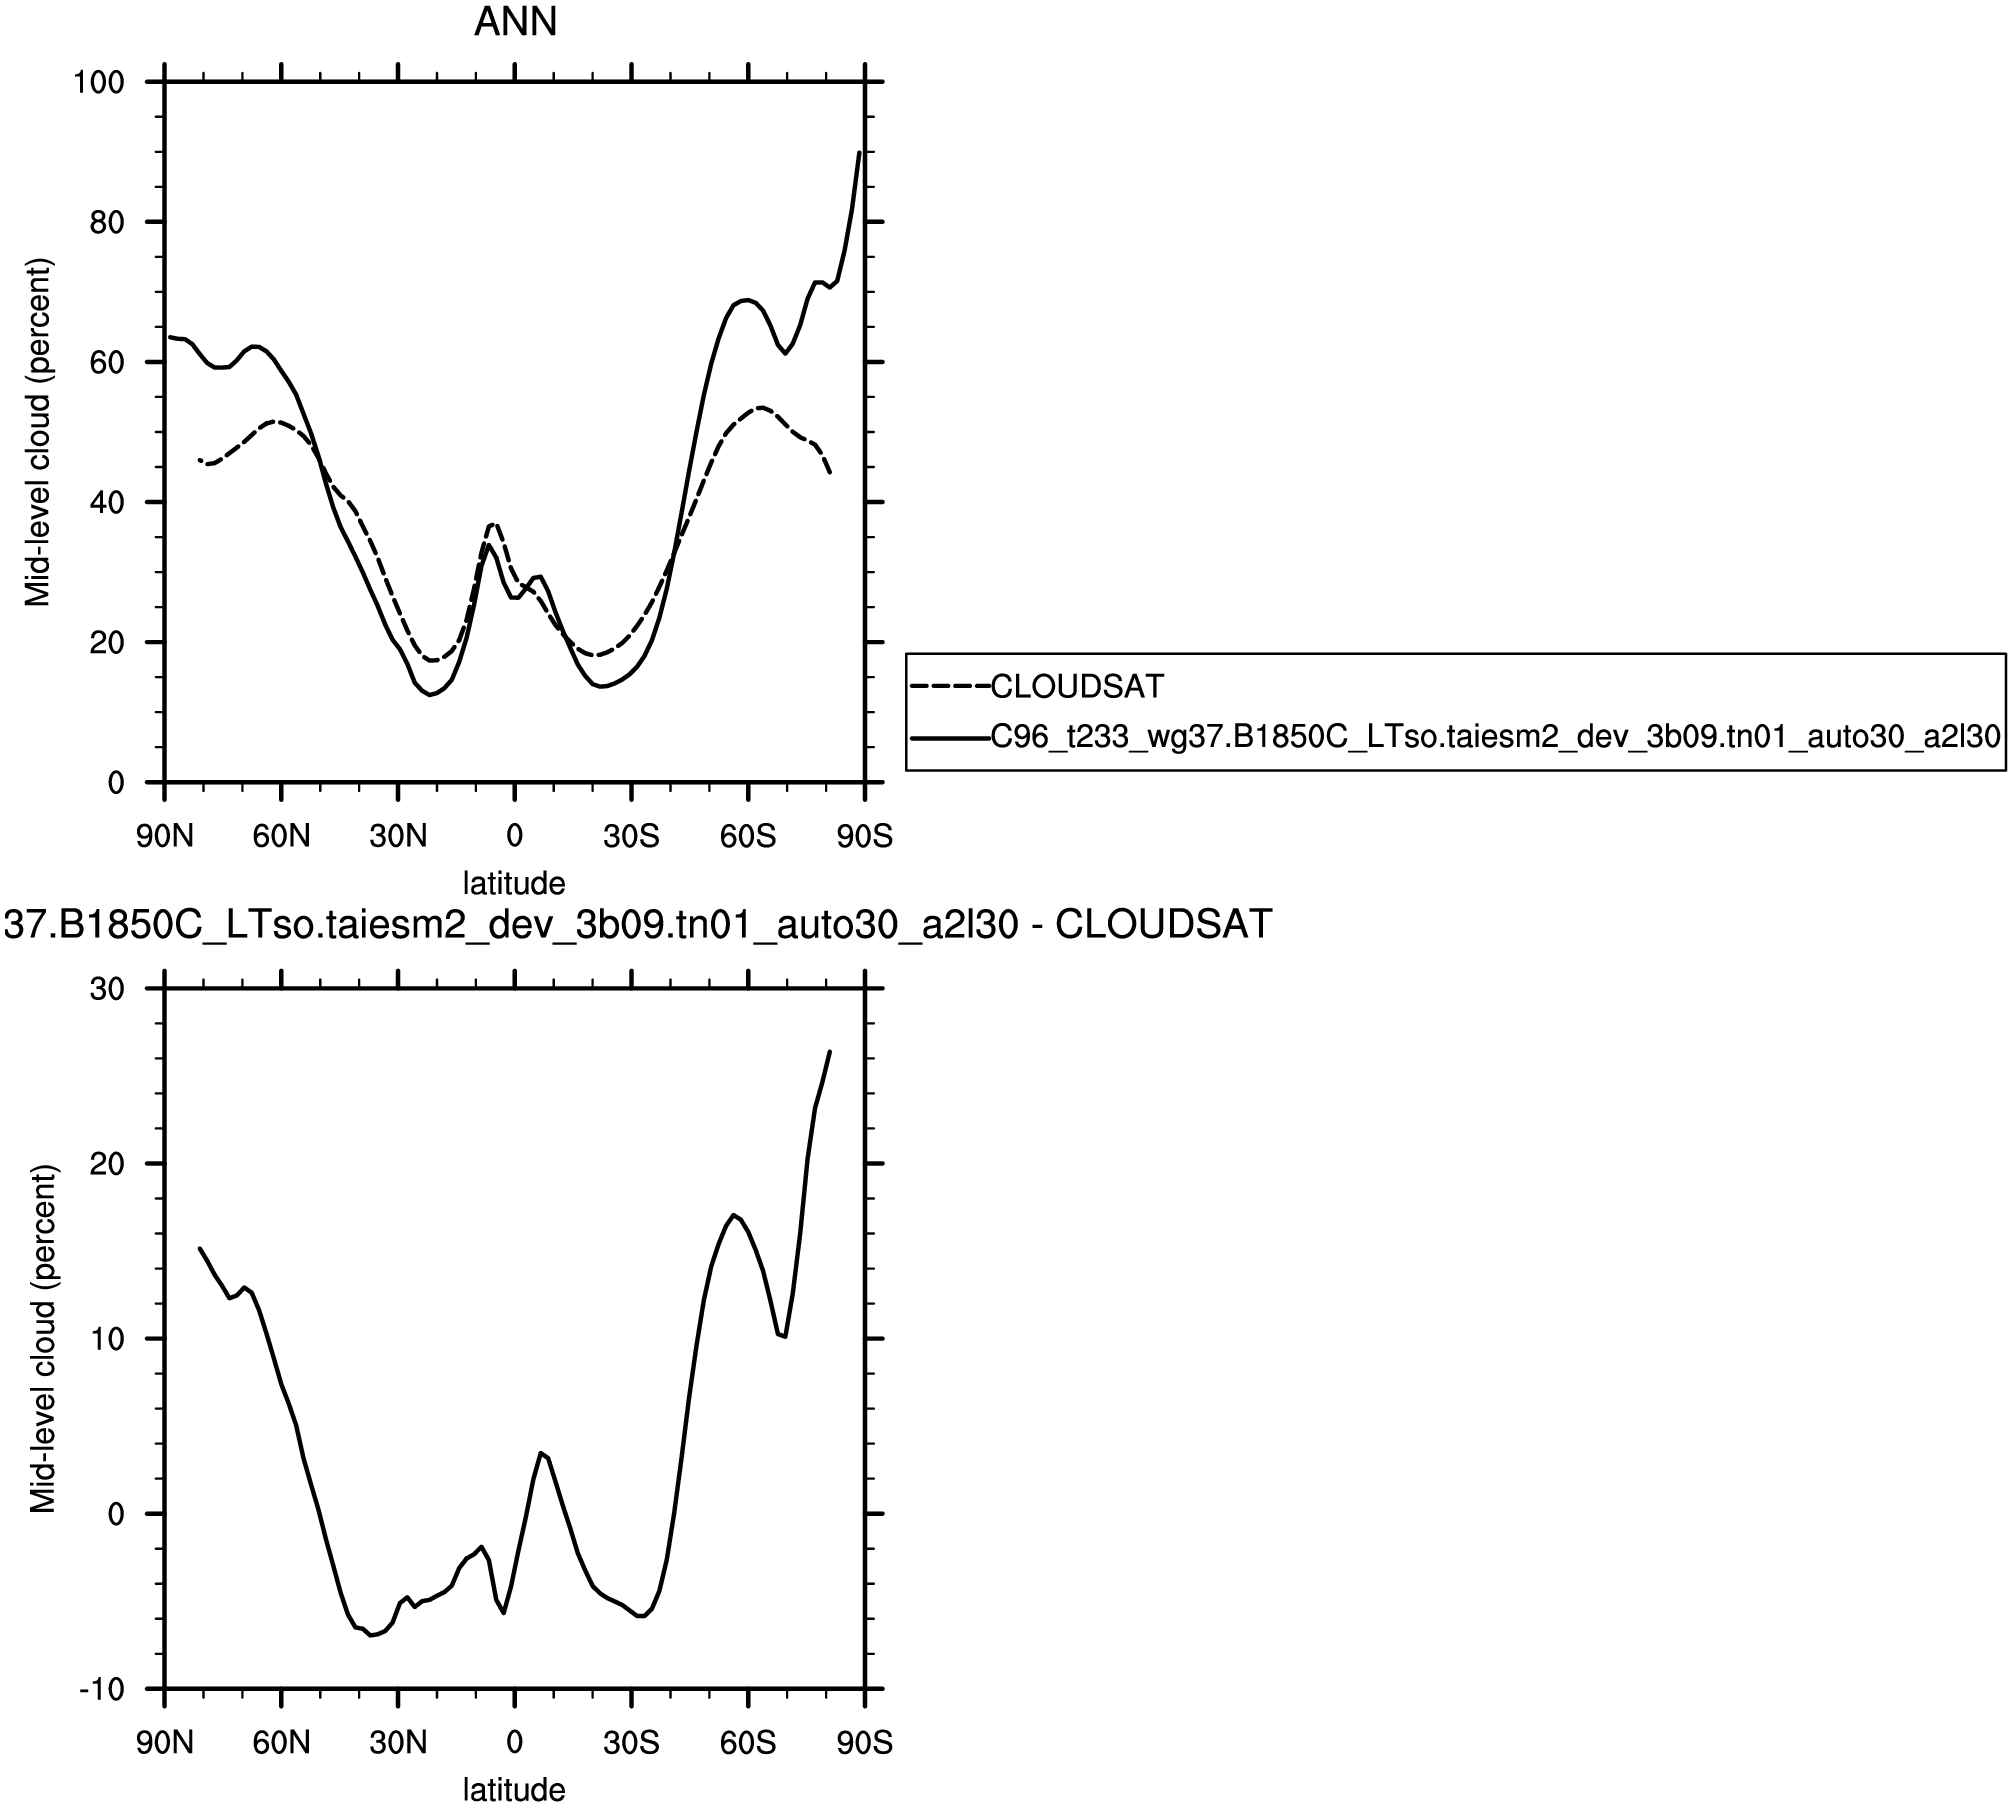 ANN
100
80
60
40
20
0
Mid-level cloud (percent)
90N 60N 30N 0 30S 60S 90S
latitude
CLOUDSAT
C96_t233_wg37.B1850C_LTso.taiesm2_dev_3b09.tn01_auto30_a2l30
37.B1850C_LTso.taiesm2_dev_3b09.tn01_auto30_a2l30 - CLOUDSAT
30
20
10
0
-10
Mid-level cloud (percent)
90N 60N 30N 0 30S 60S 90S
latitude